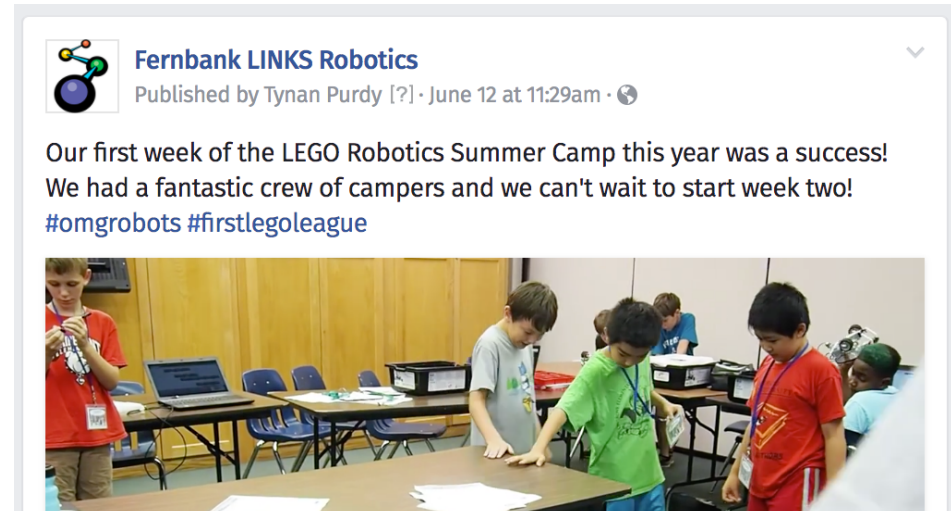 Fernbank LINKS Robotics
Published by Tynan Purdy [?] · June 12 at 11:29am ·
Our first week of the LEGO Robotics Summer Camp this year was a success!
We had a fantastic crew of campers and we can't wait to start week two!
#omgrobots #firstlegoleague